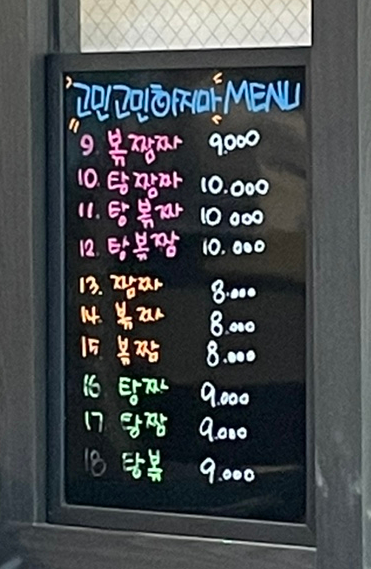 "고민고민하지마" MENU
9. 볶짬짜 9.000
10. 탕짬짜 10.000
11. 탕볶짜 10 000
12. 탕볶짬 10.000
13. 짬짜 8.000
14. 볶짜 8.000
15 볶짬 8.000
16 탕짜 9.000
17 탕짬 9.000
18 탕볶 9.000